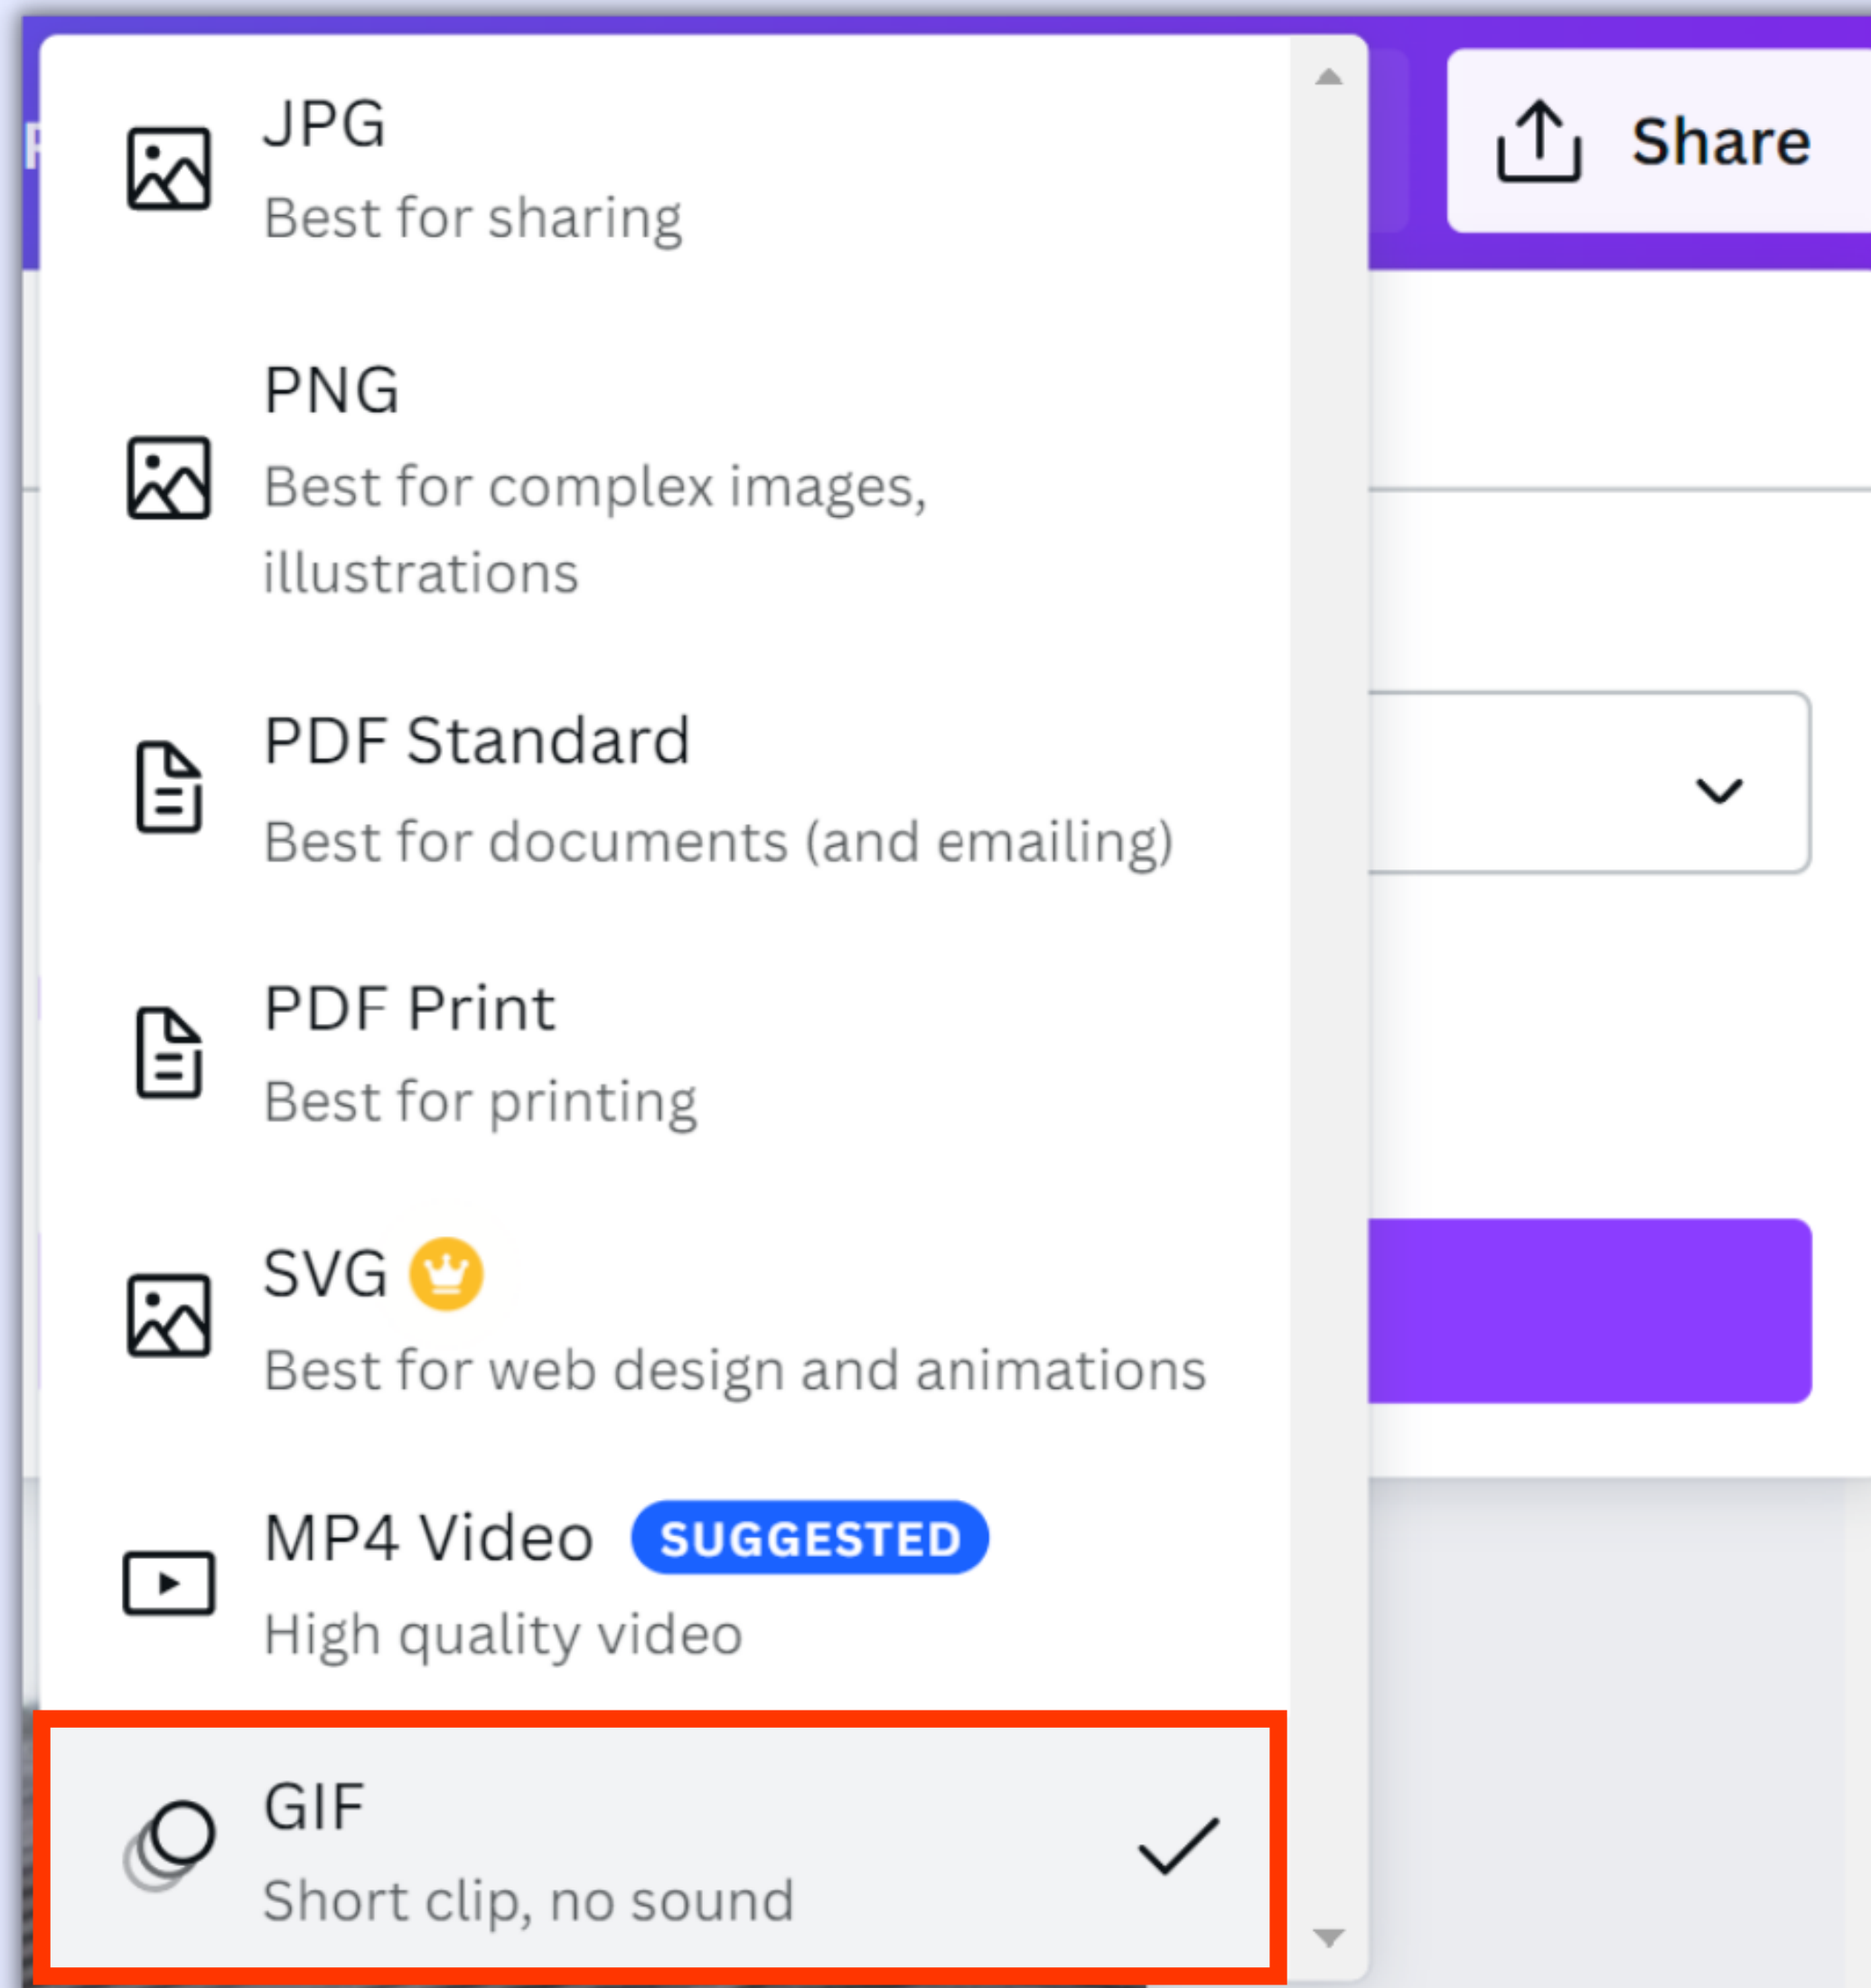 JPG
Best for sharing
Share
PNG
Best for complex images,
illustrations
PDF Standard
Best for documents (and emailing)
PDF Print
Best for printing
SVG
Best for web design and animations
MP4 Video SUGGESTED
High quality video
GIF
Short clip, no sound